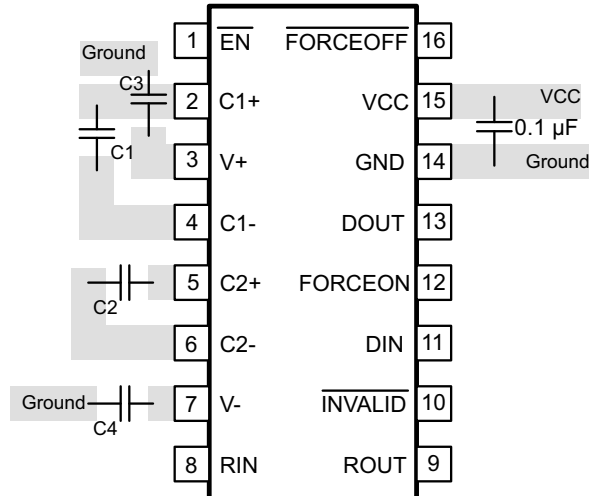 1 EN FORCEOFF 16
Ground
C3
2 C1+ VCC 15 VCC
C1 0.1 µF
3 V+ GND 14 Ground
4 C1- DOUT 13
5 C2+ FORCEON 12
C2
6 C2- DIN 11
Ground 7 V- INVALID 10
C4
8 RIN ROUT 9